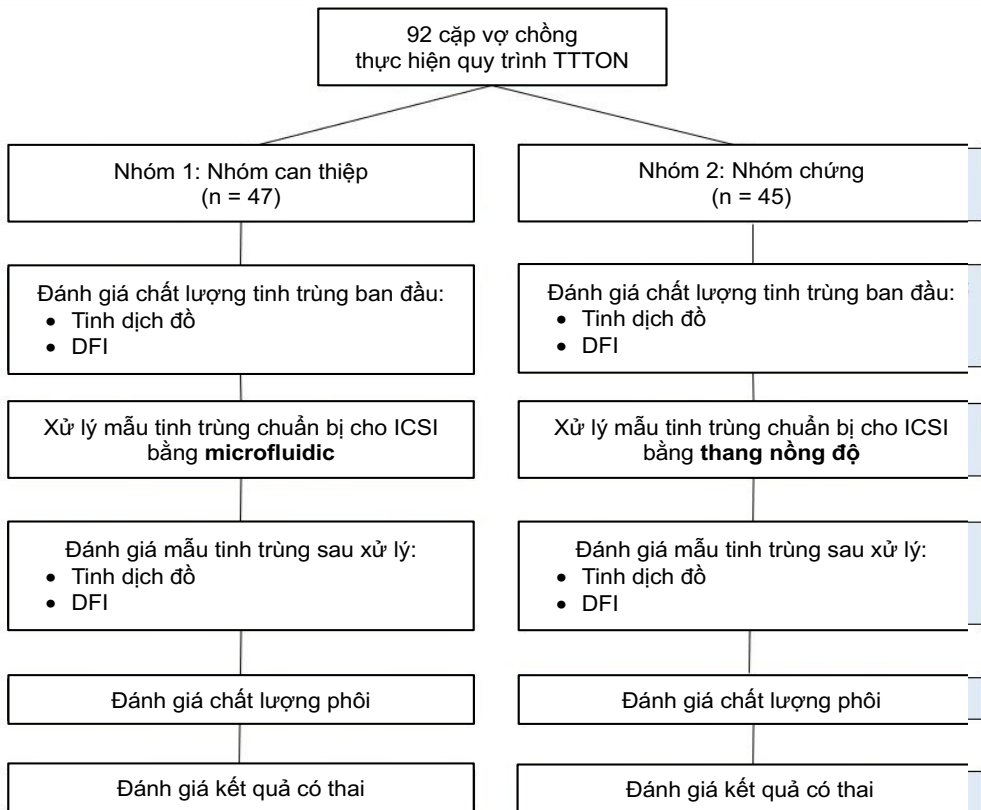 92 cặp vợ chồng
thực hiện quy trình TTTON
Nhóm 1: Nhóm can thiệp
(n = 47)
Nhóm 2: Nhóm chứng
(n = 45)
Đánh giá chất lượng tinh trùng ban đầu:
• Tinh dịch đồ
• DFI
Đánh giá chất lượng tinh trùng ban đầu:
• Tinh dịch đồ
• DFI
Xử lý mẫu tinh trùng chuẩn bị cho ICSI
bằng microfluidic
Xử lý mẫu tinh trùng chuẩn bị cho ICSI
bằng thang nồng độ
Đánh giá mẫu tinh trùng sau xử lý:
• Tinh dịch đồ
• DFI
Đánh giá mẫu tinh trùng sau xử lý:
• Tinh dịch đồ
• DFI
Đánh giá chất lượng phôi
Đánh giá chất lượng phôi
Đánh giá kết quả có thai
Đánh giá kết quả có thai